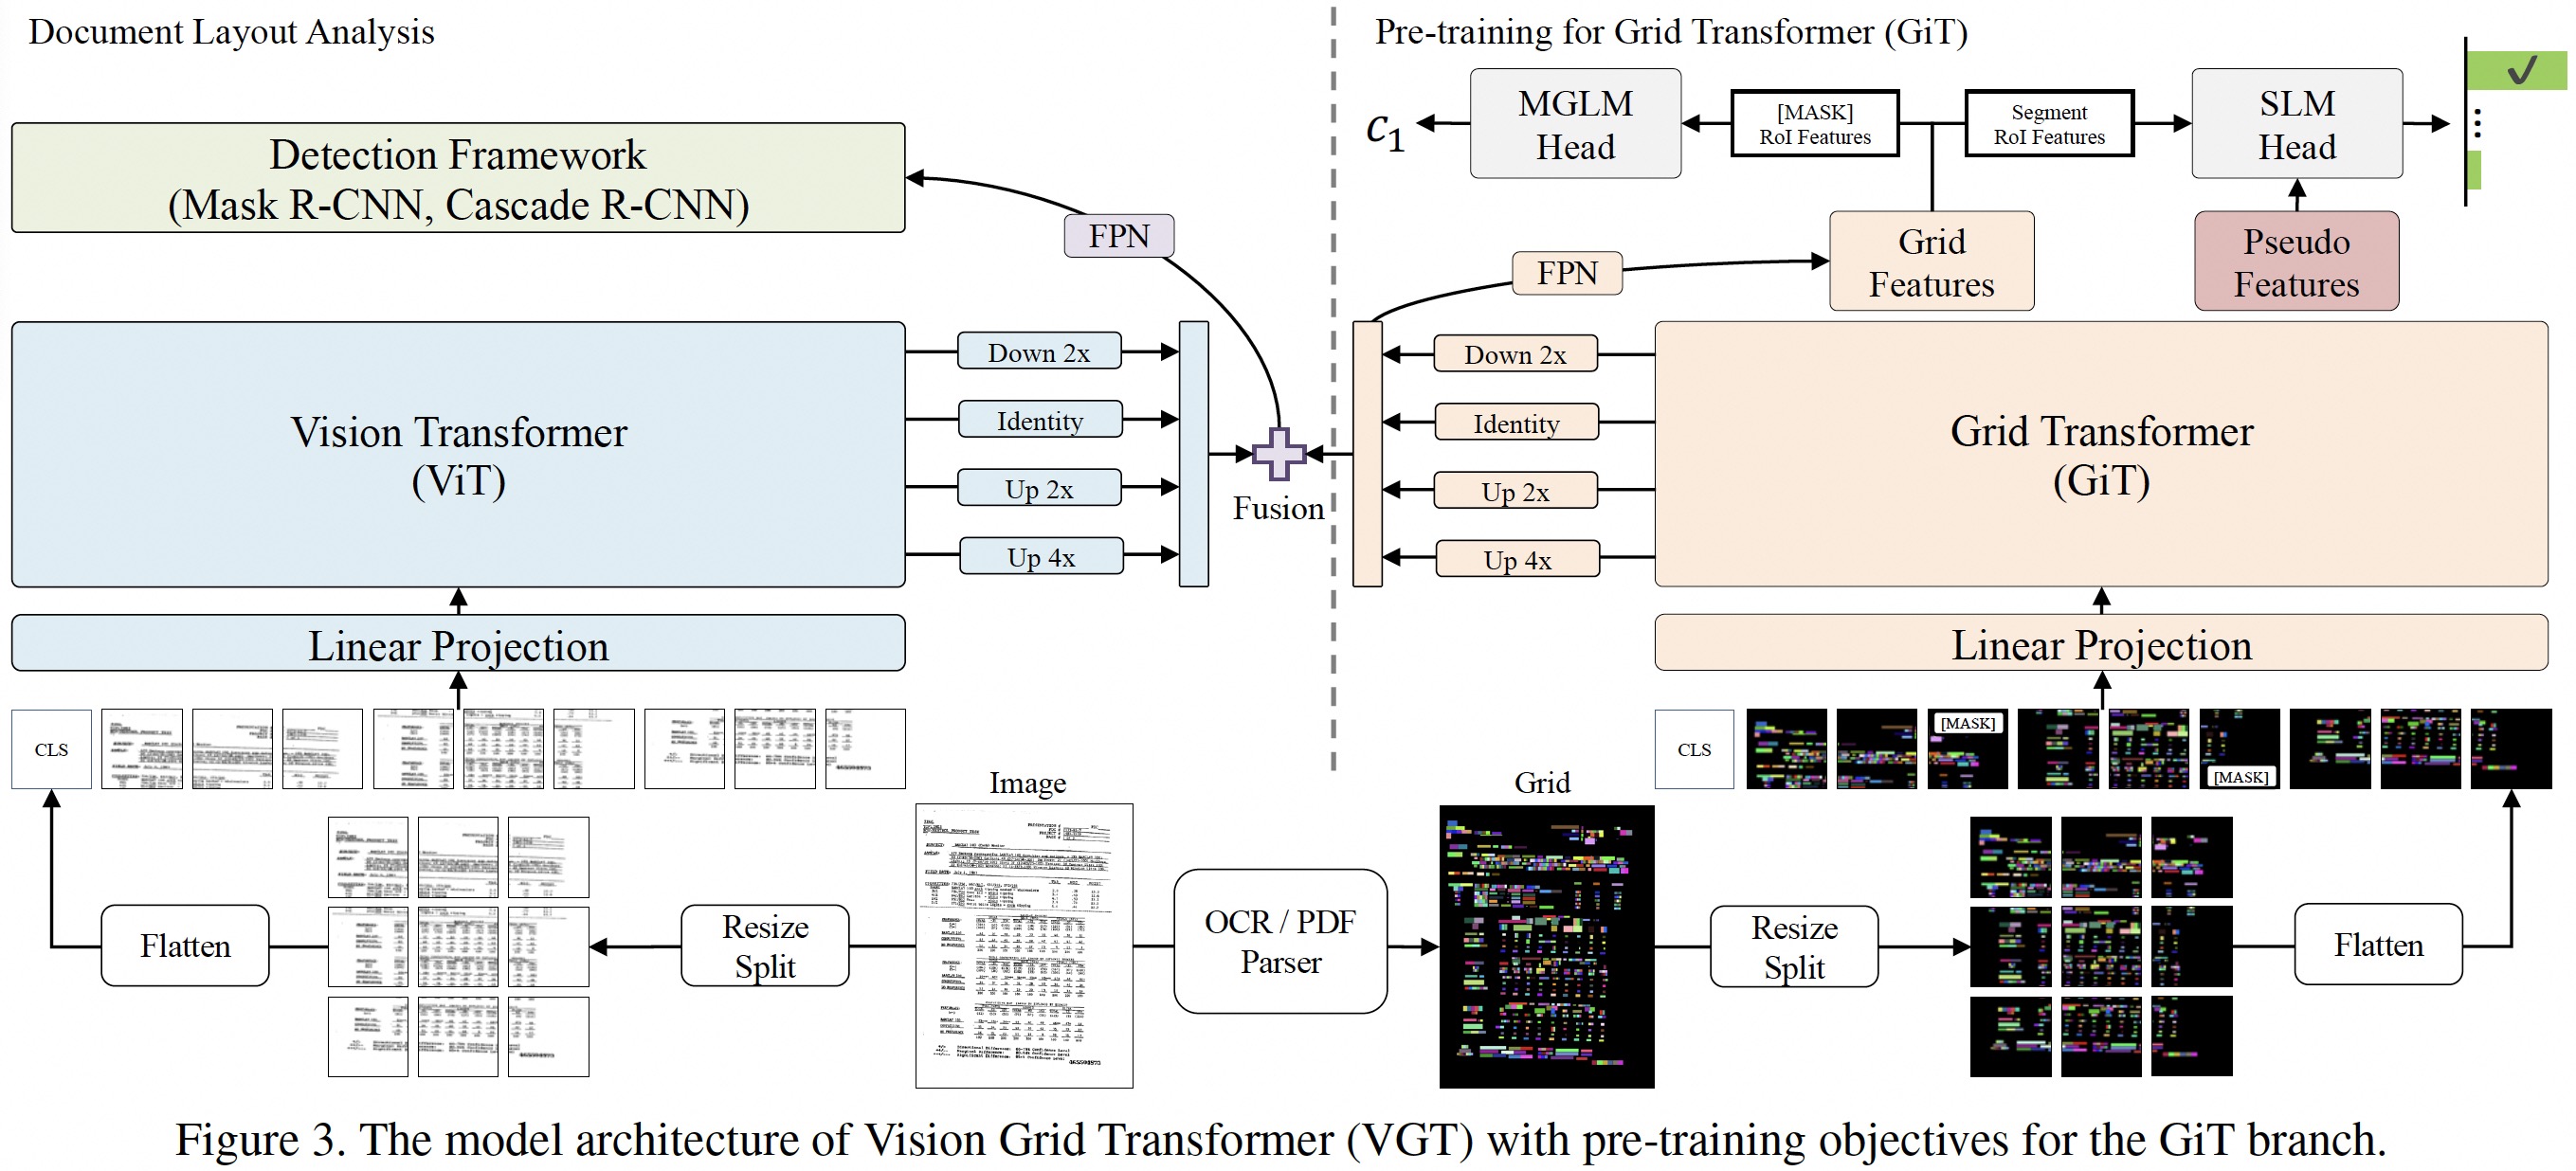 Document Layout Analysis
Detection Framework
(Mask R-CNN, Cascade R-CNN)
FPN
Vision Transformer
(ViT)
Down 2x
Identity
Up 2x
Up 4x
Fusion
Linear Projection
CLS
Flatten
Resize
Split
Image
OCR / PDF
Parser
Pre-training for Grid Transformer (GiT)
c₁
MGLM
Head
[MASK]
RoI Features
Segment
RoI Features
SLM
Head
✓
⋮
FPN
Grid
Features
Pseudo
Features
Down 2x
Identity
Up 2x
Up 4x
Grid Transformer
(GiT)
Linear Projection
CLS
[MASK]
[MASK]
Grid
Resize
Split
Flatten
Figure 3. The model architecture of Vision Grid Transformer (VGT) with pre-training objectives for the GiT branch.